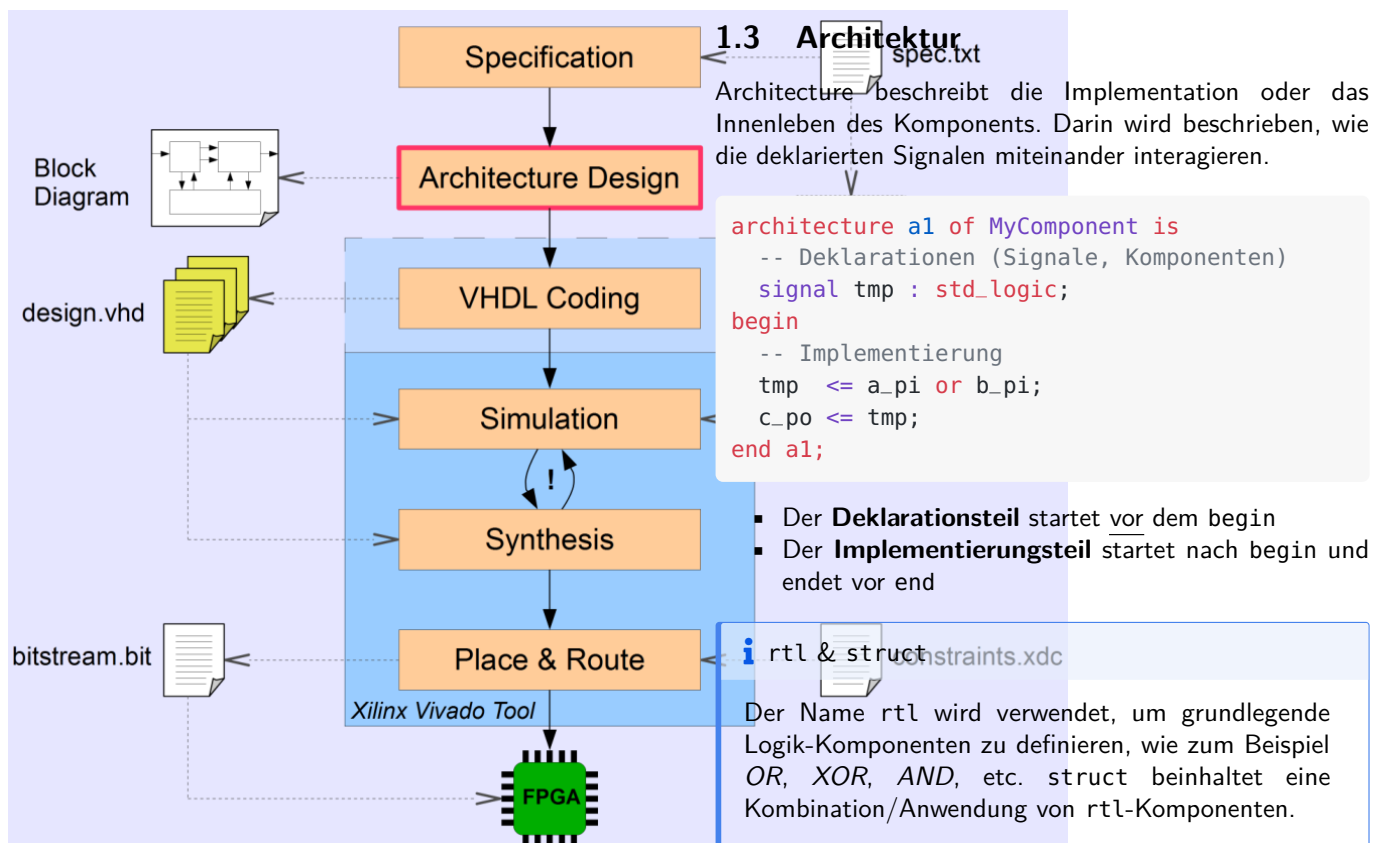 Specification
spec.txt
Block
Diagram
Architecture Design
design.vhd
VHDL Coding
Simulation
!
Synthesis
bitstream.bit
Place & Route
constraints.xdc
Xilinx Vivado Tool
FPGA
1.3 Architektur
Architecture beschreibt die Implementation oder das
Innenleben des Komponents. Darin wird beschrieben, wie
die deklarierten Signalen miteinander interagieren.
architecture a1 of MyComponent is
-- Deklarationen (Signale, Komponenten)
signal tmp : std_logic;
begin
-- Implementierung
tmp <= a_pi or b_pi;
c_po <= tmp;
end a1;
▪ Der Deklarationsteil startet vor dem begin
▪ Der Implementierungsteil startet nach begin und
endet vor end
i rtl & struct
Der Name rtl wird verwendet, um grundlegende
Logik-Komponenten zu definieren, wie zum Beispiel
OR, XOR, AND, etc. struct beinhaltet eine
Kombination/Anwendung von rtl-Komponenten.